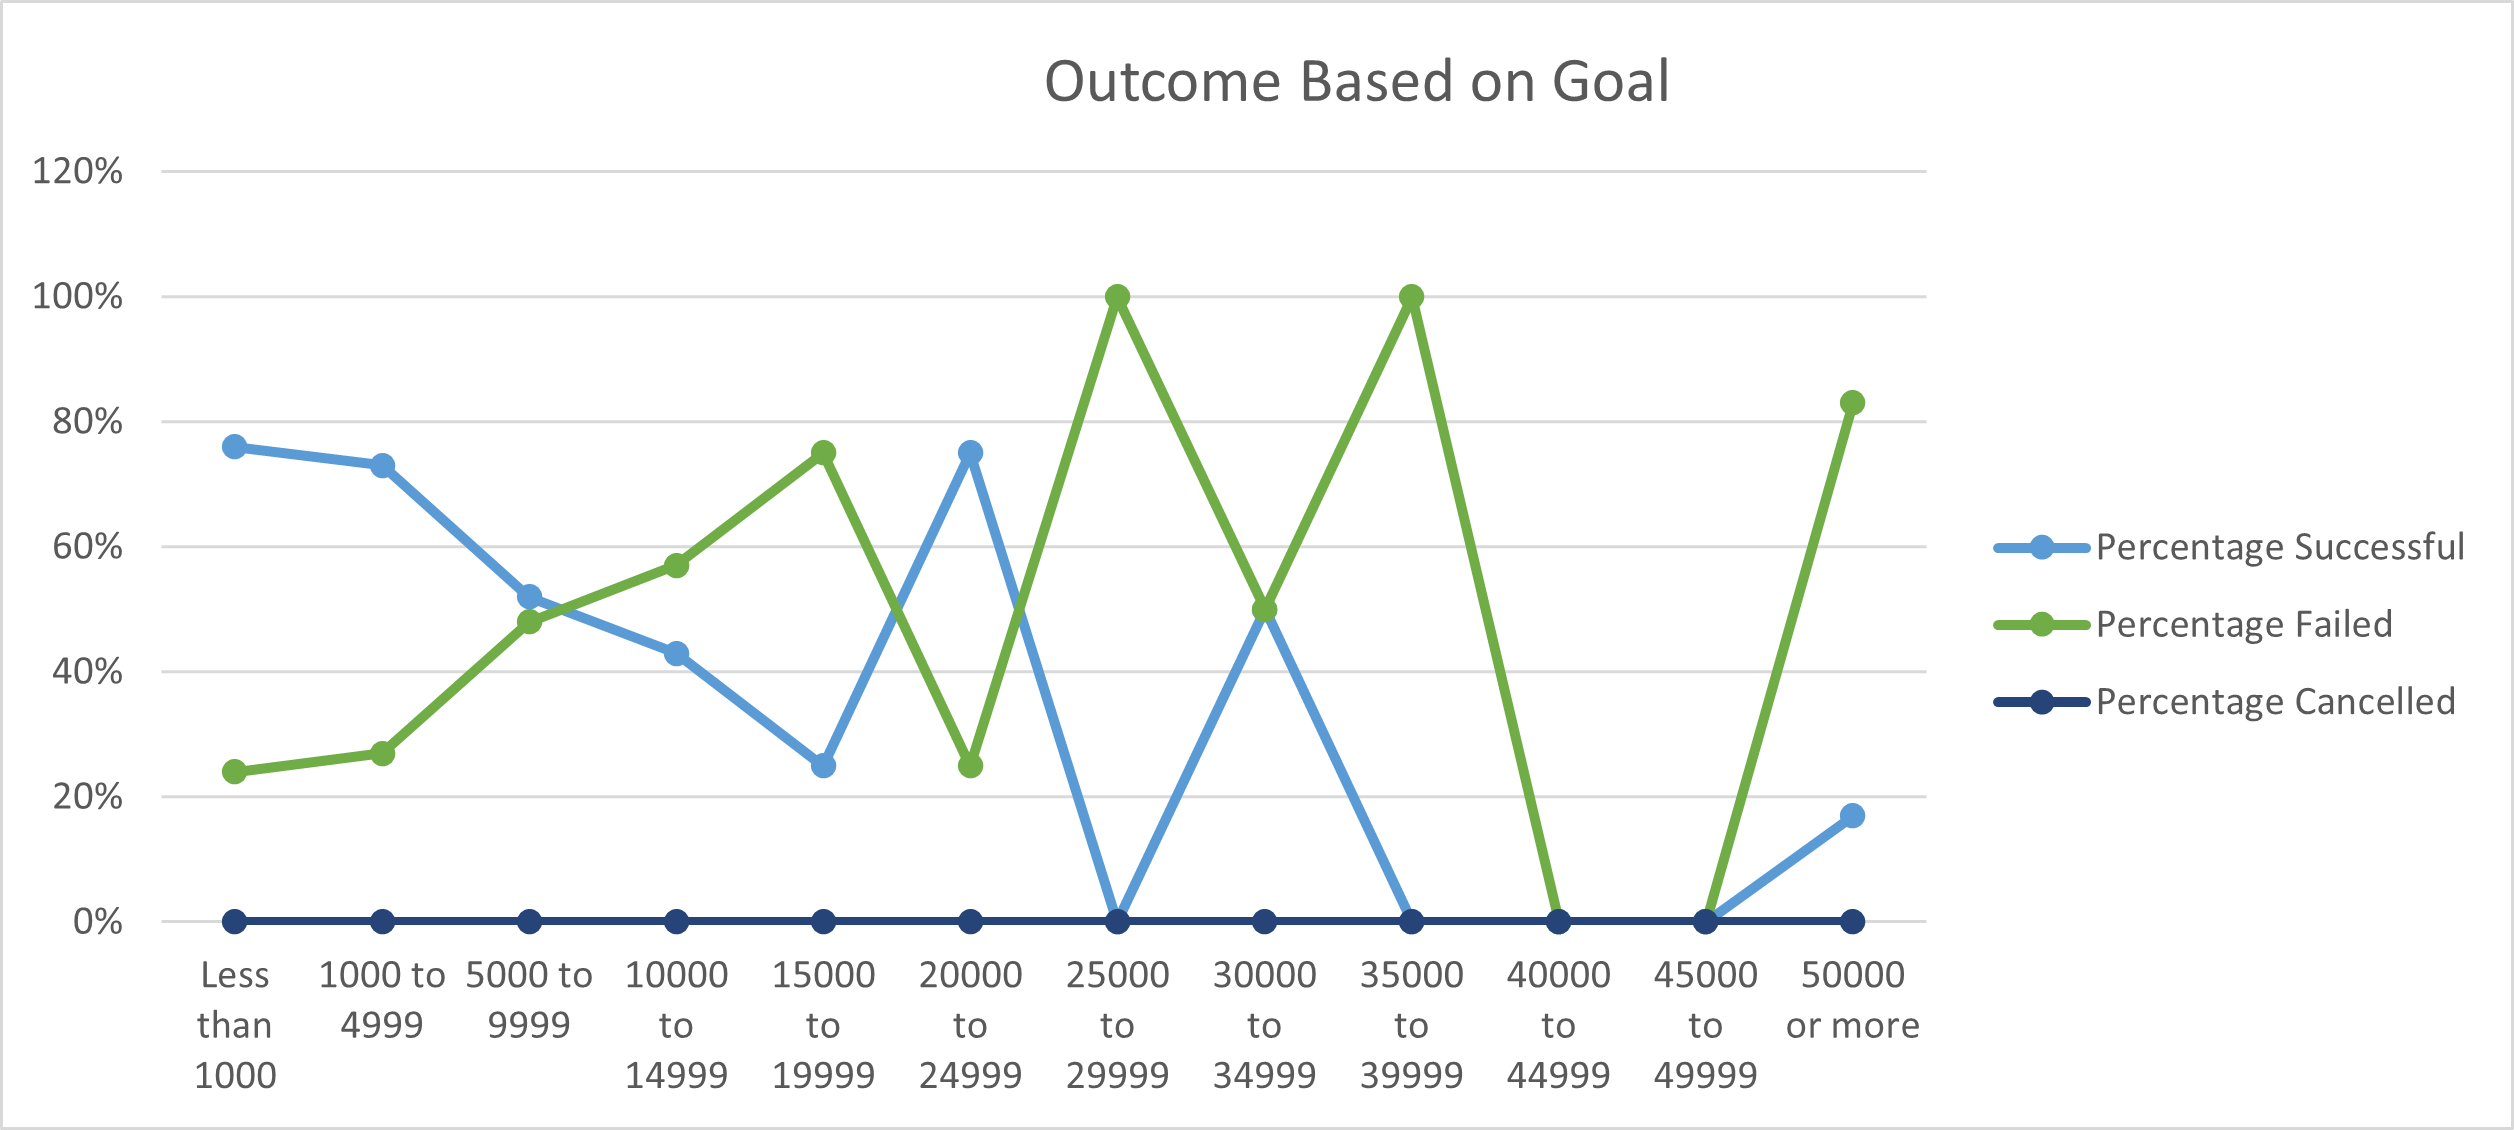 Outcome Based on Goal
120%
100%
80%
60%
40%
20%
0%
Less
than
1000
1000 to
4999
5000 to
9999
10000
to
14999
15000
to
19999
20000
to
24999
25000
to
29999
30000
to
34999
35000
to
39999
40000
to
44999
45000
to
49999
50000
or more
Percentage Successful
Percentage Failed
Percentage Cancelled